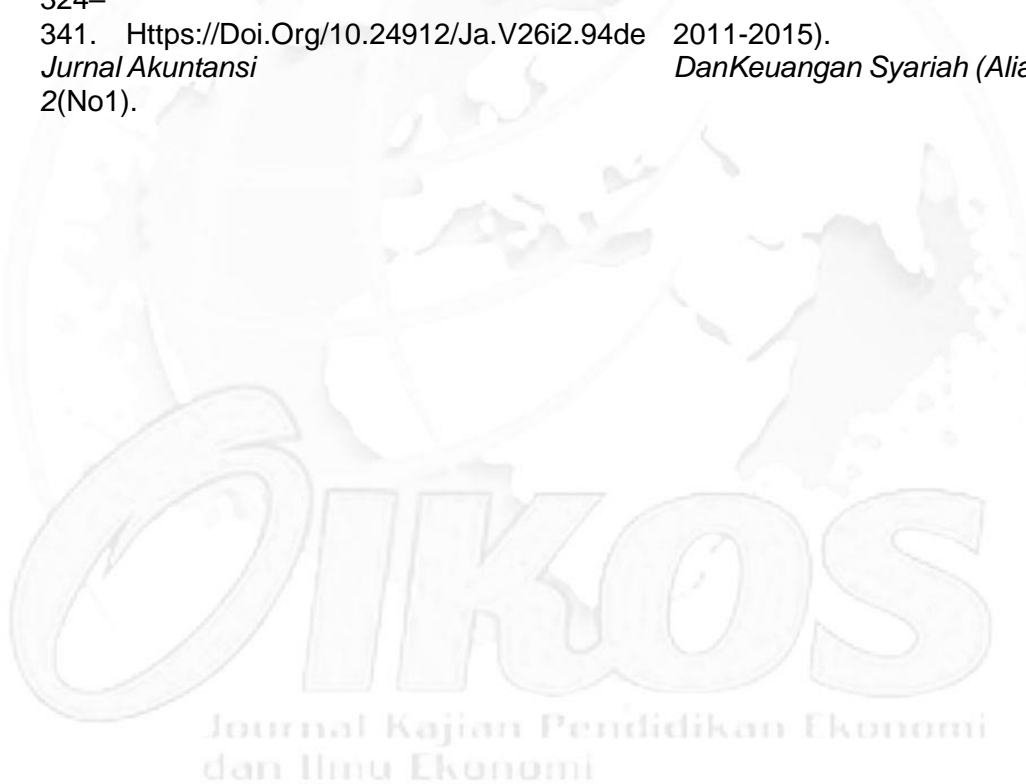 324–
341. Https://Doi.Org/10.24912/Ja.V26i2.94de 2011-2015).
Jurnal Akuntansi DanKeuangan Syariah (Alia
2(No1).
OIKOS
Journal Kajian Pendidikan Ekonomi
dan Ilmu Ekonomi